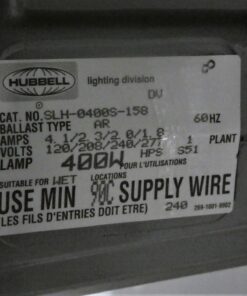 HUBBELL lighting division
DV
CAT. NO. SLH-0400S-158
BALLAST TYPE AR 60HZ
AMPS 4 1/2 3/2 0/1.8
VOLTS 120/208/240/277 1 PLANT
LAMP 400W HPS S51
POUR L'UTILISATIONS
SUITABLE FOR WET LOCATIONS
USE MIN 90C SUPPLY WIRE
(LES FILS D'ENTRIES DOIT ETRE) 240